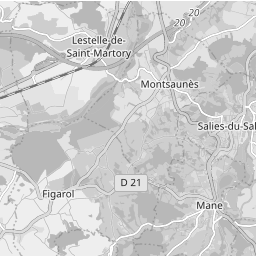 20
20
Lestelle-de-
Saint-Martory
Montsaunès
Salies-du-Sal
D 21
Figarol
Mane